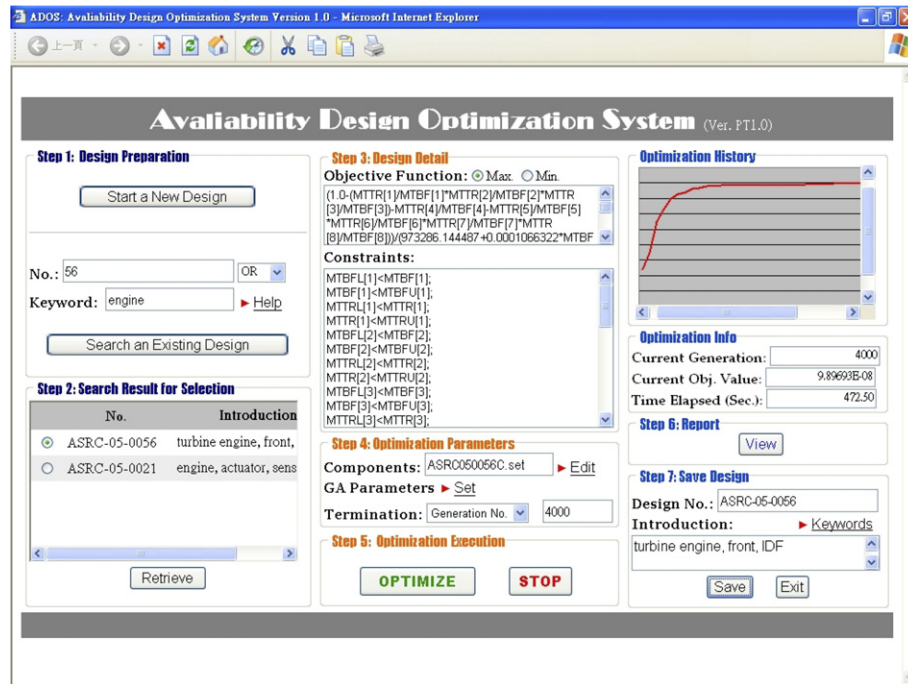 ADOS: Avaliability Design Optimization System Version 1.0 - Microsoft Internet Explorer
上一頁
Avaliability Design Optimization System (Ver. PT1.0)
Step 1: Design Preparation
Start a New Design
No.: 56 OR
Keyword: engine Help
Search an Existing Design
Step 2: Search Result for Selection
No. Introduction
ASRC-05-0056 turbine engine, front,
ASRC-05-0021 engine, actuator, sens
Retrieve
Step 3: Design Detail
Objective Function: Max. Min.
(1.0-(MTTR[1]/MTBF[1]*MTTR[2]/MTBF[2]*MTTR
[3]/MTBF[3])-MTTR[4]/MTBF[4]-MTTR[5]/MTBF[5]
*MTTR[6]/MTBF[6]*MTTR[7]/MTBF[7]*MTTR
[8]/MTBF[8]))/(973286.144487+0.0001066322*MTBF
Constraints:
MTBFL[1]<MTBF[1];
MTBF[1]<MTBFU[1];
MTTRL[1]<MTTR[1];
MTTR[1]<MTTRU[1];
MTBFL[2]<MTBF[2];
MTBF[2]<MTBFU[2];
MTTRL[2]<MTTR[2];
MTTR[2]<MTTRU[2];
MTBFL[3]<MTBF[3];
MTBF[3]<MTBFU[3];
MTTRL[3]<MTTR[3];
Step 4: Optimization Parameters
Components: ASRC050056C.set Edit
GA Parameters Set
Termination: Generation No. 4000
Step 5: Optimization Execution
OPTIMIZE STOP
Optimization History
Optimization Info
Current Generation: 4000
Current Obj. Value: 9.89693E-08
Time Elapsed (Sec.): 472.50
Step 6: Report
View
Step 7: Save Design
Design No.: ASRC-05-0056
Introduction: Keywords
turbine engine, front, IDF
Save Exit